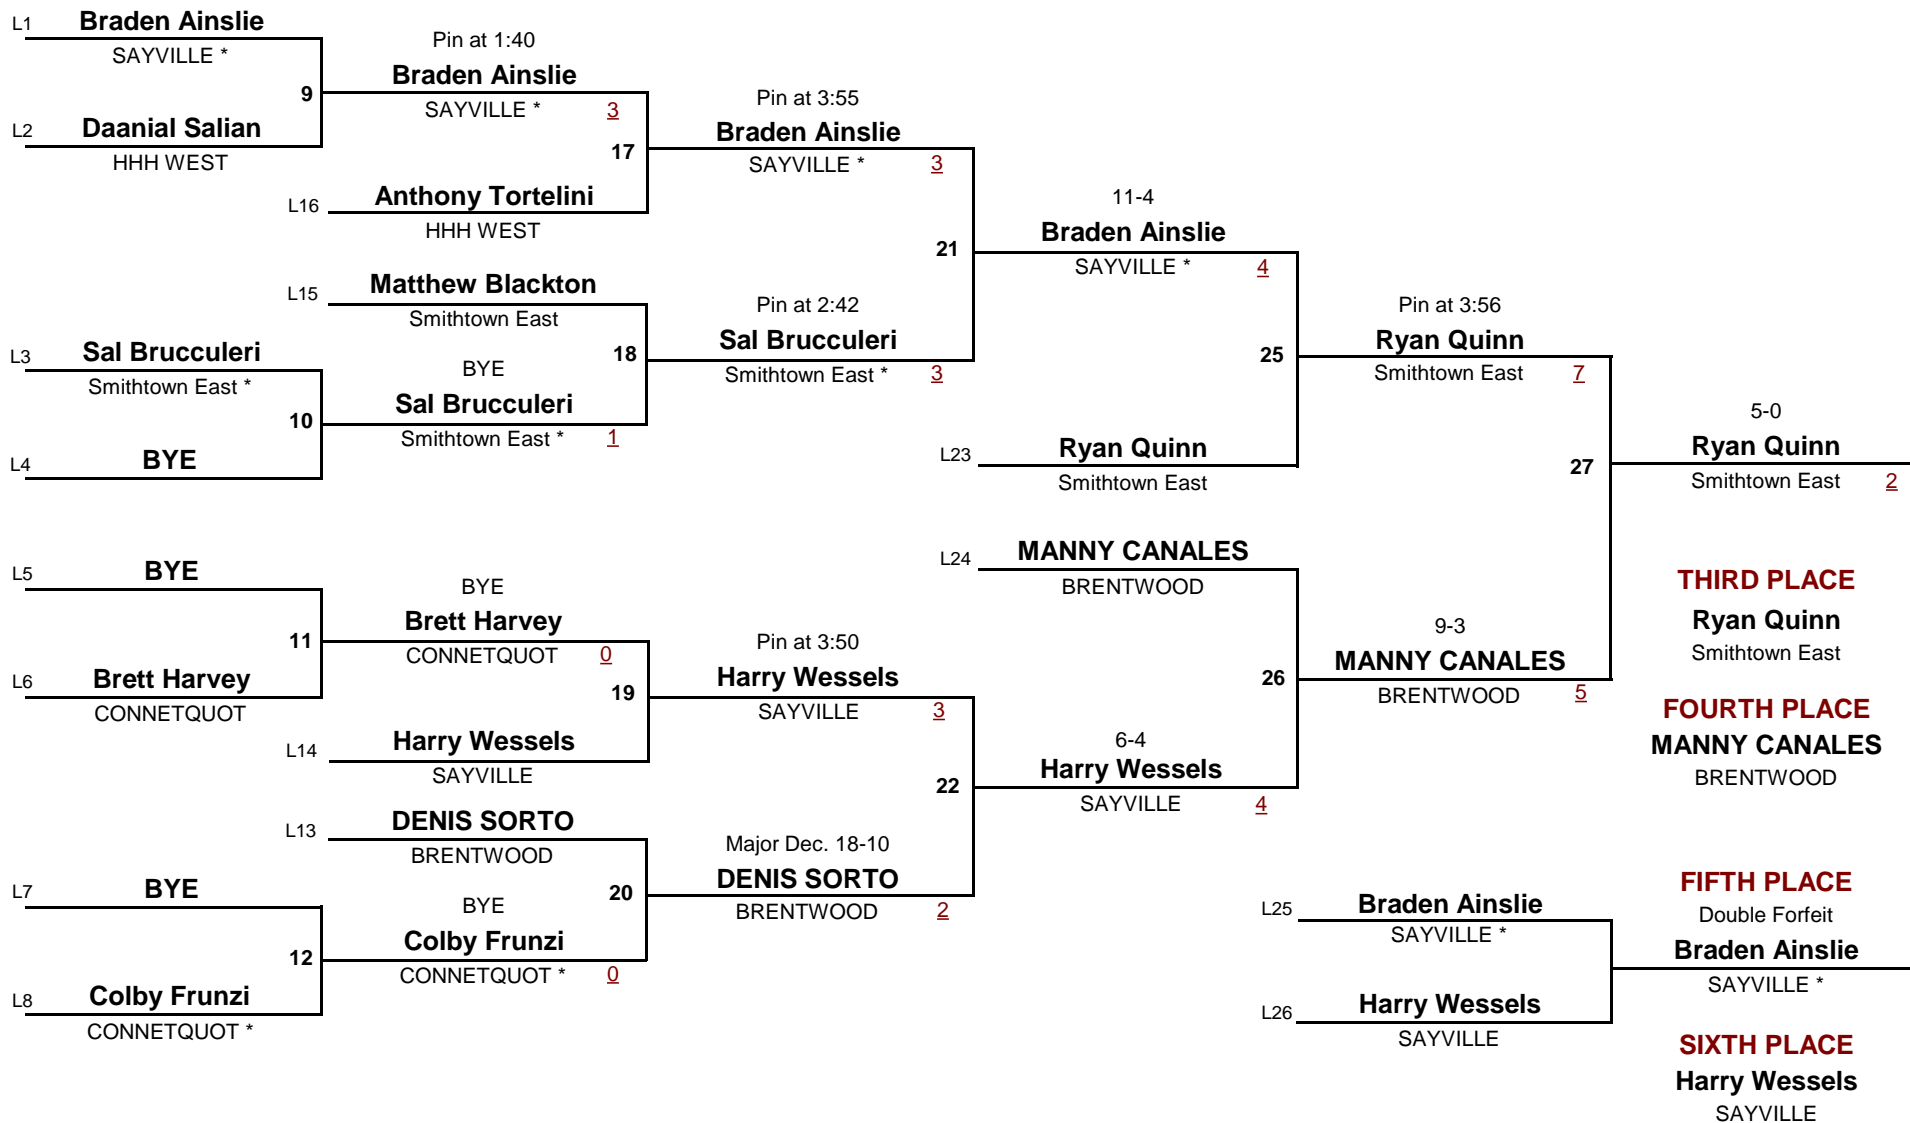 L1 Braden Ainslie
SAYVILLE *
9
L2 Daanial Salian
HHH WEST
Pin at 1:40
Braden Ainslie
SAYVILLE * 3
17
L16 Anthony Tortelini
HHH WEST
Pin at 3:55
Braden Ainslie
SAYVILLE * 3
21
L15 Matthew Blackton
Smithtown East
18
L3 Sal Brucculeri
Smithtown East *
10
L4 BYE
BYE
Sal Brucculeri
Smithtown East * 1
Pin at 2:42
Sal Brucculeri
Smithtown East * 3
11-4
Braden Ainslie
SAYVILLE * 4
25
L23 Ryan Quinn
Smithtown East
Pin at 3:56
Ryan Quinn
Smithtown East 7
27
5-0
Ryan Quinn
Smithtown East 2
L5 BYE
11
L6 Brett Harvey
CONNETQUOT
BYE
Brett Harvey
CONNETQUOT 0
19
L14 Harry Wessels
SAYVILLE
Pin at 3:50
Harry Wessels
SAYVILLE 3
22
L13 DENIS SORTO
BRENTWOOD
20
L7 BYE
12
L8 Colby Frunzi
CONNETQUOT *
BYE
Colby Frunzi
CONNETQUOT * 0
Major Dec. 18-10
DENIS SORTO
BRENTWOOD 2
L24 MANNY CANALES
BRENTWOOD
26
6-4
Harry Wessels
SAYVILLE 4
9-3
MANNY CANALES
BRENTWOOD 5
THIRD PLACE
Ryan Quinn
Smithtown East
FOURTH PLACE
MANNY CANALES
BRENTWOOD
L25 Braden Ainslie
SAYVILLE *
L26 Harry Wessels
SAYVILLE
FIFTH PLACE
Double Forfeit
Braden Ainslie
SAYVILLE *
SIXTH PLACE
Harry Wessels
SAYVILLE